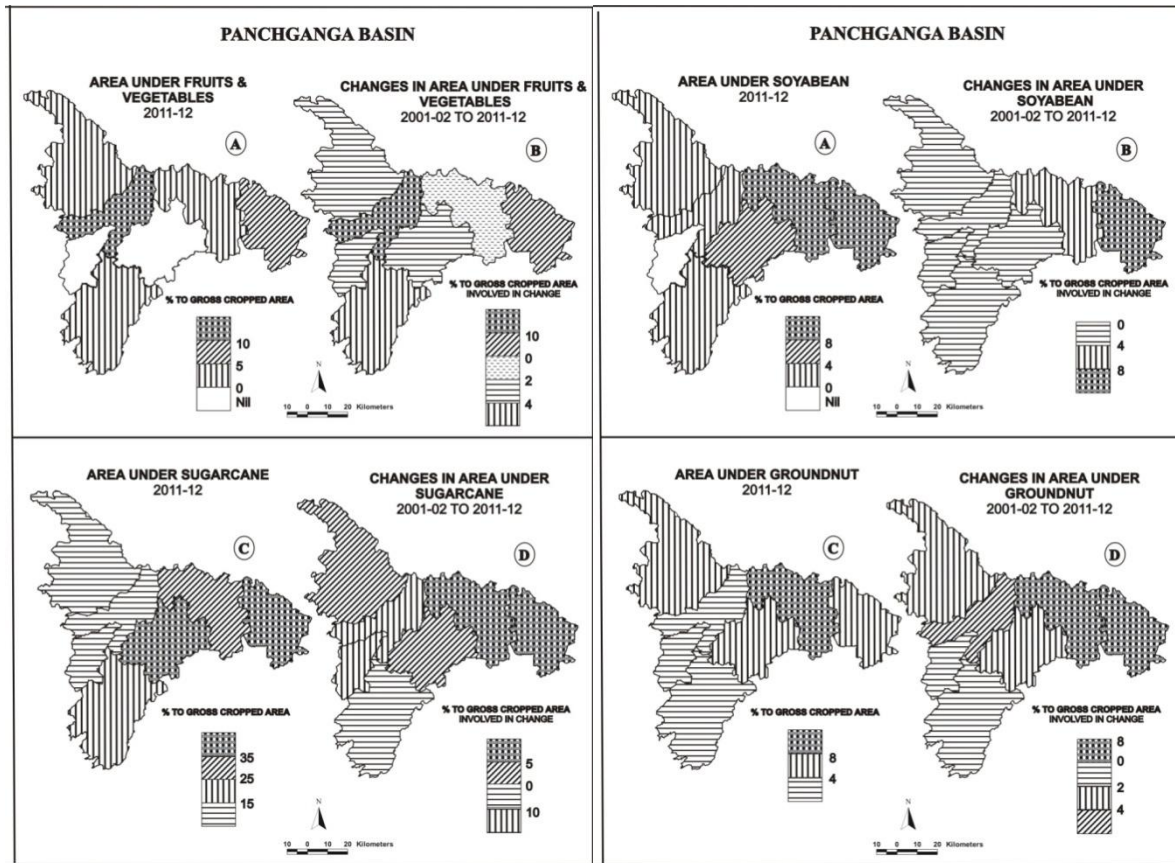 PANCHGANGA BASIN
AREA UNDER FRUITS &
VEGETABLES
2011-12
A
CHANGES IN AREA UNDER FRUITS &
VEGETABLES
2001-02 TO 2011-12
B
% TO GROSS CROPPED AREA
10
5
0
Nil
% TO GROSS CROPPED AREA
INVOLVED IN CHANGE
10
0
2
4
N
10 0 10 20 Kilometers
PANCHGANGA BASIN
AREA UNDER SOYABEAN
2011-12
A
CHANGES IN AREA UNDER
SOYABEAN
2001-02 TO 2011-12
B
% TO GROSS CROPPED AREA
8
4
0
Nil
% TO GROSS CROPPED AREA
INVOLVED IN CHANGE
0
4
8
N
10 0 10 20 Kilometers
AREA UNDER SUGARCANE
2011-12
C
CHANGES IN AREA UNDER
SUGARCANE
2001-02 TO 2011-12
D
% TO GROSS CROPPED AREA
35
25
15
% TO GROSS CROPPED AREA
INVOLVED IN CHANGE
5
0
10
N
10 0 10 20 Kilometers
AREA UNDER GROUNDNUT
2011-12
C
CHANGES IN AREA UNDER
GROUNDNUT
2001-02 TO 2011-12
D
% TO GROSS CROPPED AREA
8
4
% TO GROSS CROPPED AREA
INVOLVED IN CHANGE
8
0
2
4
N
10 0 10 20 Kilometers